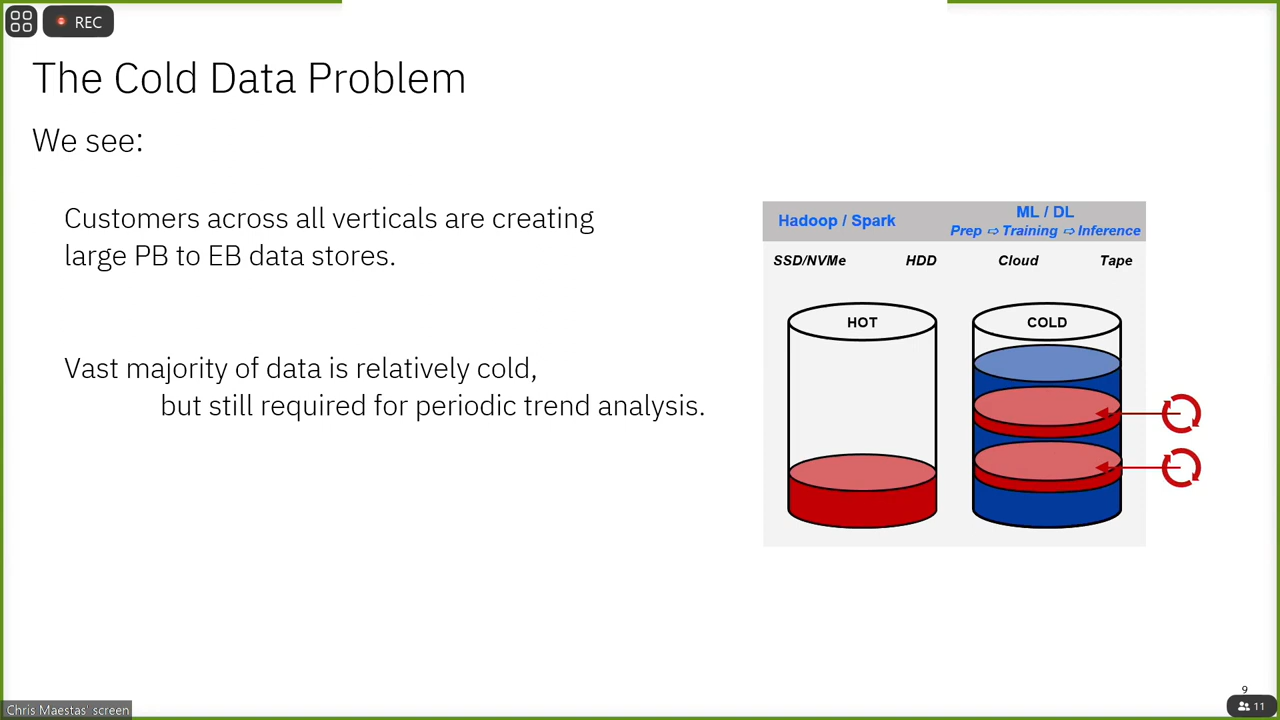 REC
The Cold Data Problem
We see:
Customers across all verticals are creating
large PB to EB data stores.
Vast majority of data is relatively cold,
but still required for periodic trend analysis.
Hadoop / Spark
ML / DL
Prep ⇨ Training ⇨ Inference
SSD/NVMe HDD Cloud Tape
HOT
COLD
9
11
Chris Maestas' screen